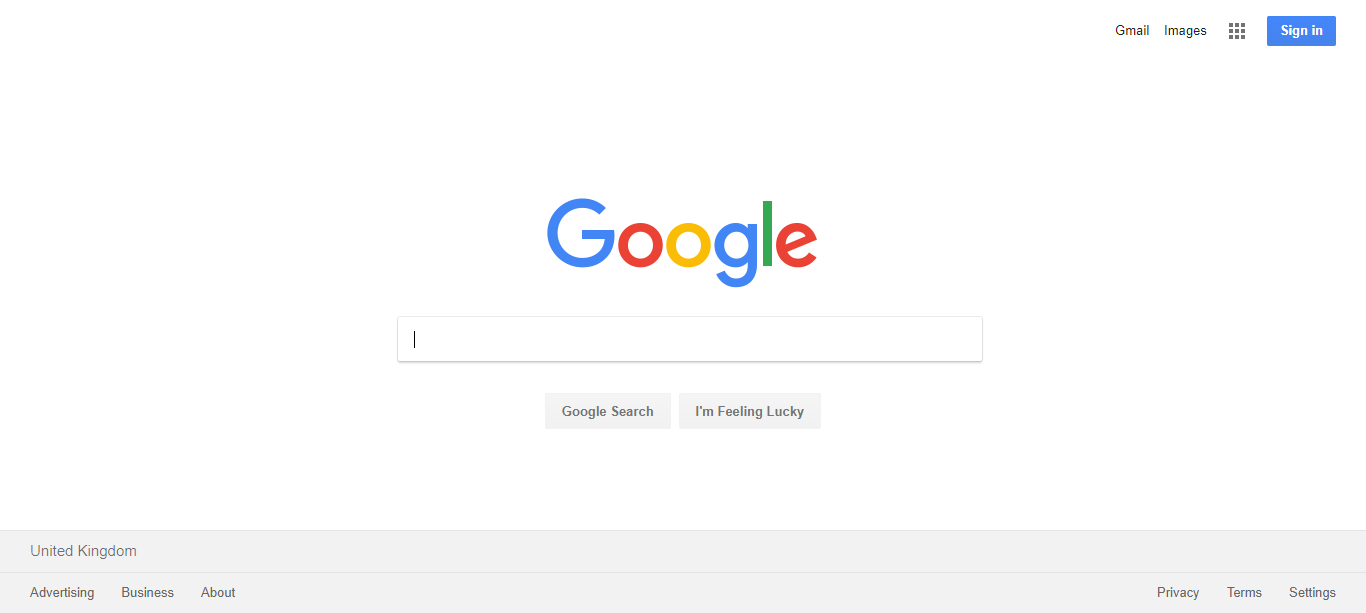 Gmail Images Sign in
Google
Google Search I'm Feeling Lucky
United Kingdom
Advertising Business About Privacy Terms Settings